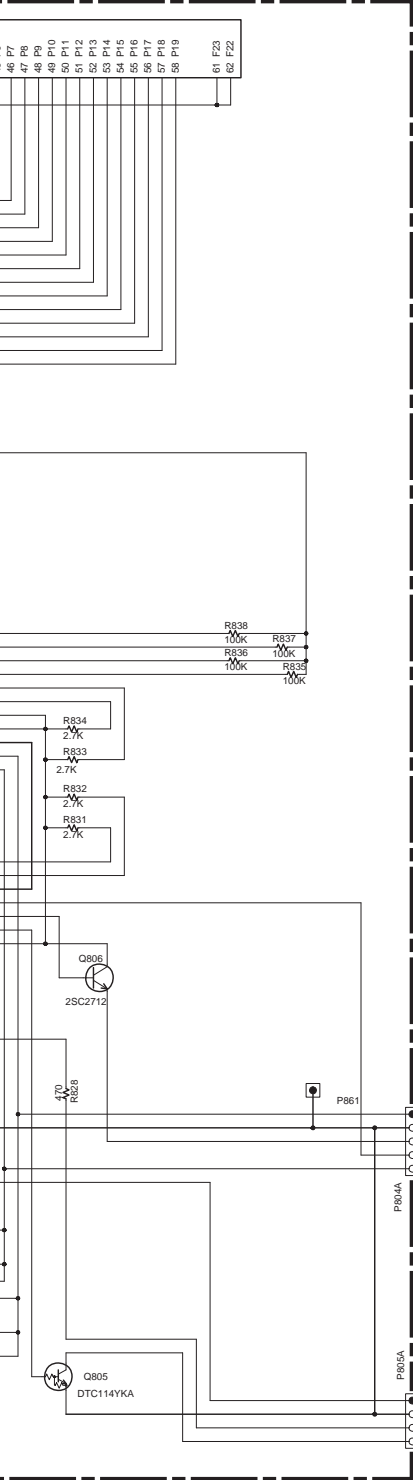 46 P7
47 P8
48 P9
49 P10
50 P11
51 P12
52 P13
53 P14
54 P15
55 P16
56 P17
57 P18
58 P19
61 F23
62 F22
R838
100K
R837
100K
R836
100K
R835
100K
R834
2.7K
R833
2.7K
R832
2.7K
R831
2.7K
Q806
2SC2712
470
R828
P861
P804A
P805A
Q805
DTC114YKA